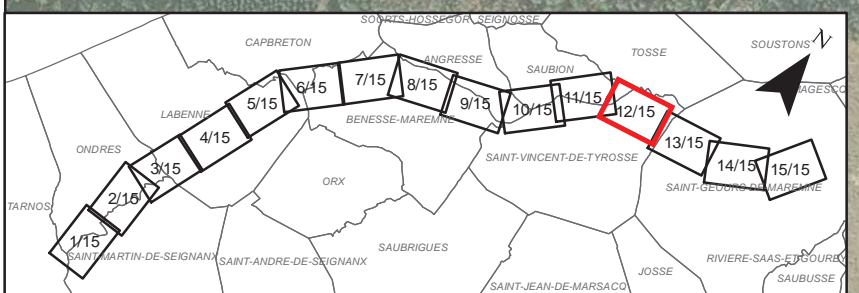 SOORTS-HOSSEGOR SEIGNOSSE
CAPBRETON
TOSSE
SOUSTONS
N
ANGRESSE
SAUBION
MAGESCQ
6/15
7/15
8/15
5/15
9/15
10/15
11/15
12/15
LABENNE
4/15
BENESSE-MAREMNE
13/15
ONDRES
3/15
SAINT-VINCENT-DE-TYROSSE
14/15
15/15
ORX
2/15
SAINT-GEOURS-DE-MAREMNE
TARNOS
1/15
SAUBRIGUES
SAINT-MARTIN-DE-SEIGNANX
SAINT-ANDRE-DE-SEIGNANX
RIVIERE-SAAS-ET-GOURBY
JOSSE
SAUBUSSE
SAINT-JEAN-DE-MARSACQ